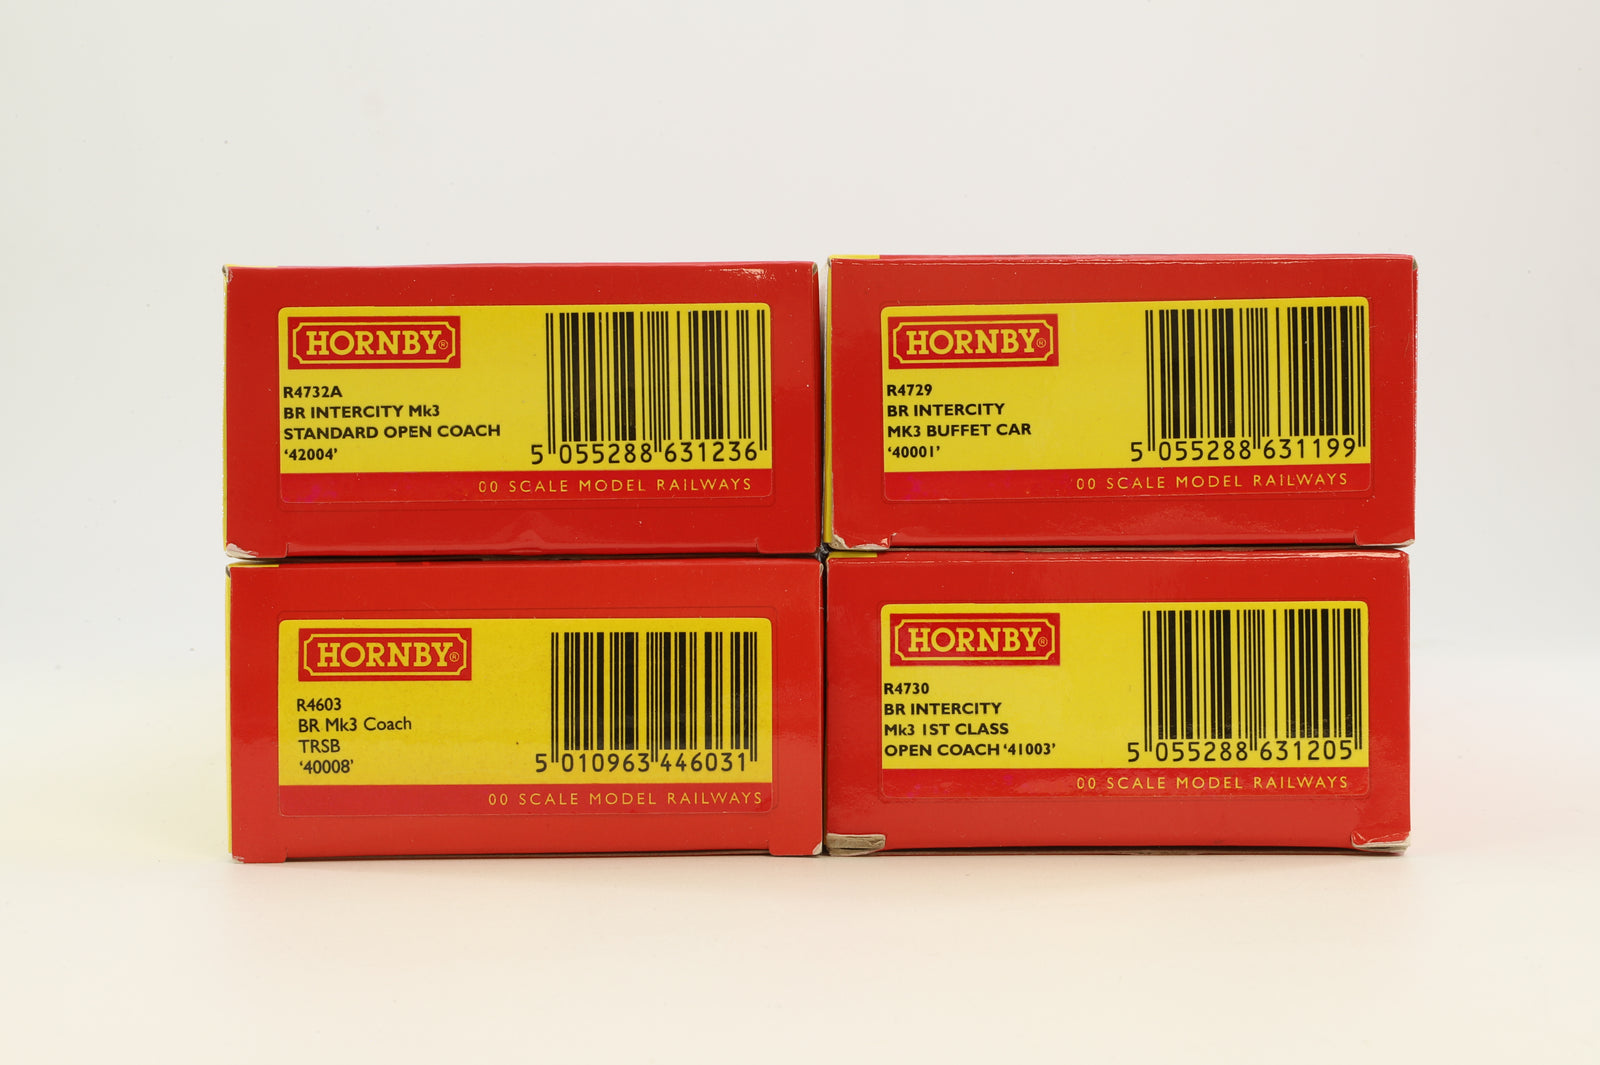 HORNBY®
R4732A
BR INTERCITY Mk3
STANDARD OPEN COACH
‘42004’
5 055288 631236
00 SCALE MODEL RAILWAYS
HORNBY®
R4729
BR INTERCITY
MK3 BUFFET CAR
‘40001’
5 055288 631199
00 SCALE MODEL RAILWAYS
HORNBY®
R4603
BR Mk3 Coach
TRSB
‘40008’
5 010963 446031
00 SCALE MODEL RAILWAYS
HORNBY®
R4730
BR INTERCITY
Mk3 1ST CLASS
OPEN COACH ‘41003’
5 055288 631205
00 SCALE MODEL RAILWAYS